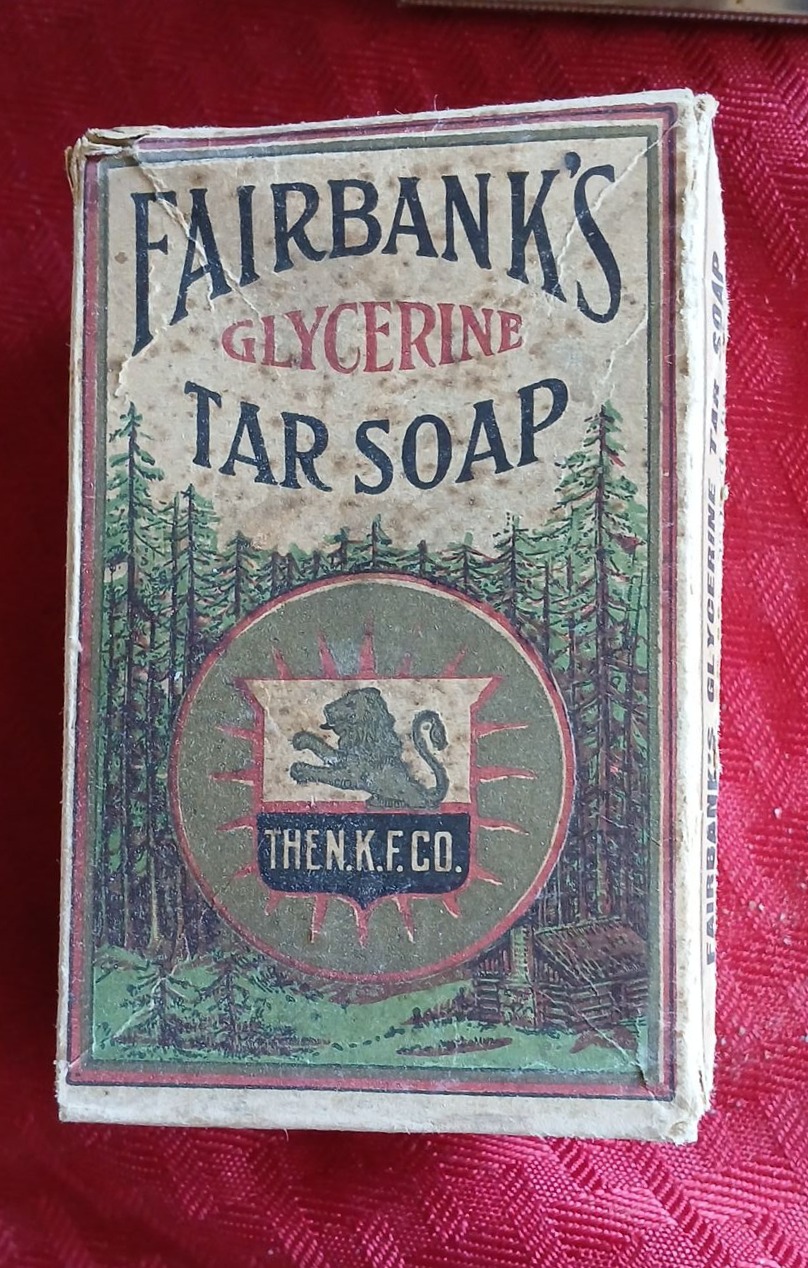 FAIRBANK'S
GLYCERINE
TAR SOAP
THE N.K.F. CO.
FAIRBANK'S GLYCERINE TAR SOAP